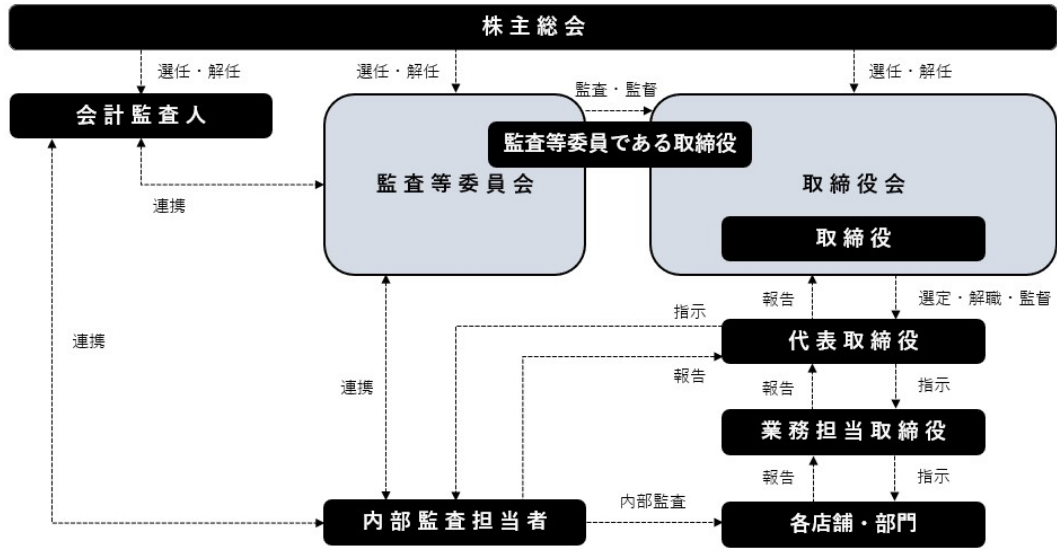 株主総会
選任・解任
選任・解任
選任・解任
会計監査人
監査・監督
監査等委員である取締役
監査等委員会
取締役会
連携
取締役
報告
選定・解職・監督
指示
代表取締役
連携
連携
報告
報告
指示
業務担当取締役
報告
指示
内部監査担当者
内部監査
各店舗・部門